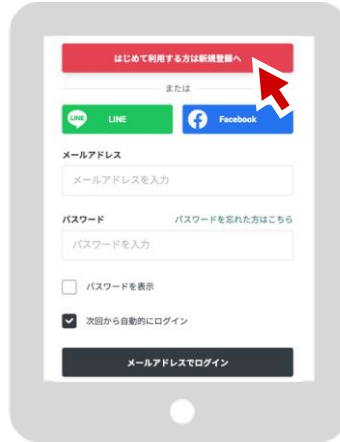 はじめて利用する方は新規登録へ
または
LINE LINE
Facebook
メールアドレス
メールアドレスを入力
パスワード パスワードを忘れた方はこちら
パスワードを入力
パスワードを表示
次回から自動的にログイン
メールアドレスでログイン